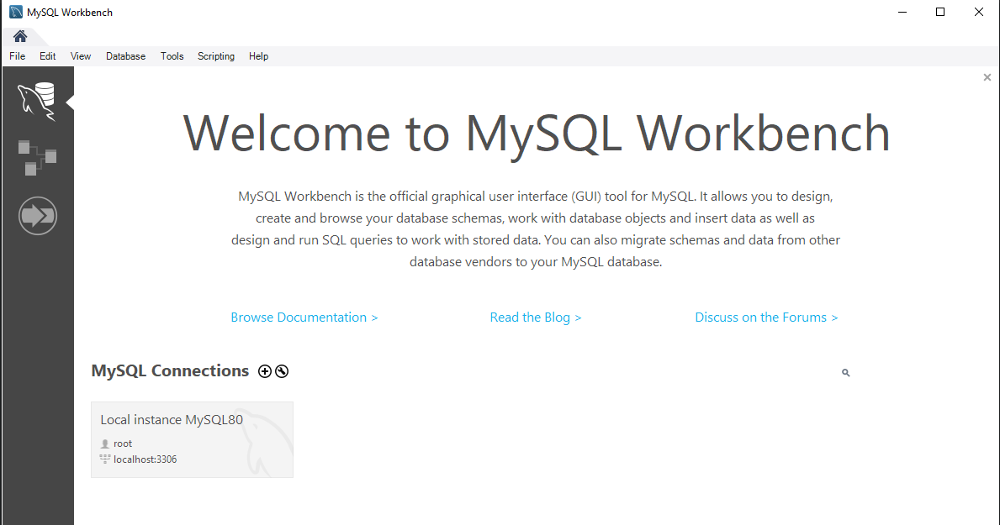 MySQL Workbench
File Edit View Database Tools Scripting Help
Welcome to MySQL Workbench
MySQL Workbench is the official graphical user interface (GUI) tool for MySQL. It allows you to design,
create and browse your database schemas, work with database objects and insert data as well as
design and run SQL queries to work with stored data. You can also migrate schemas and data from other
database vendors to your MySQL database.
Browse Documentation > Read the Blog > Discuss on the Forums >
MySQL Connections
Local instance MySQL80
root
localhost:3306